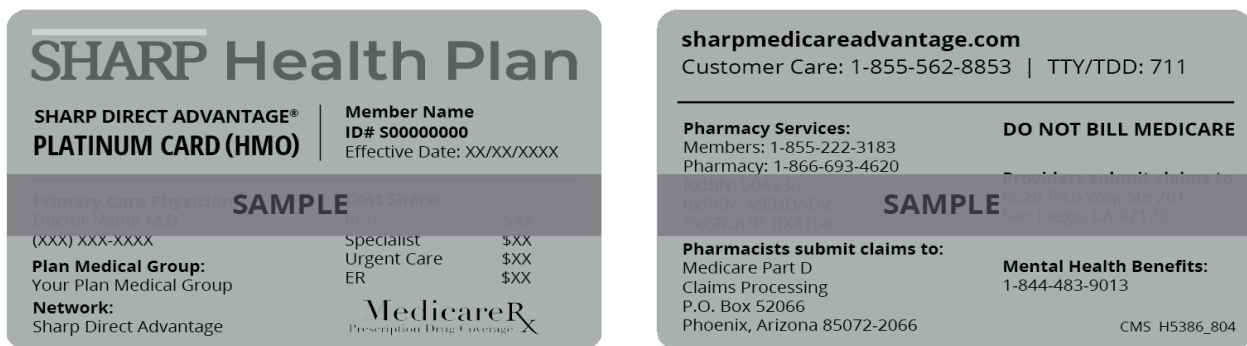 SHARP Health Plan
SHARP DIRECT ADVANTAGE®
PLATINUM CARD (HMO)
Member Name
ID# S00000000
Effective Date: XX/XX/XXXX
Primary Care Physician
Doctor Name M.D.
(XXX) XXX-XXXX
Plan Medical Group:
Your Plan Medical Group
Network:
Sharp Direct Advantage
Cost Share:
PCP $XX
Specialist $XX
Urgent Care $XX
ER $XX
MedicareRx
Prescription Drug Coverage
SAMPLE
sharpmedicareadvantage.com
Customer Care: 1-855-562-8853 | TTY/TDD: 711
Pharmacy Services:
Members: 1-855-222-3183
Pharmacy: 1-866-693-4620
RxBIN: 004336
RxPCN: MEDDADV
RxGROUP: RX4154
Pharmacists submit claims to:
Medicare Part D
Claims Processing
P.O. Box 52066
Phoenix, Arizona 85072-2066
DO NOT BILL MEDICARE
Providers submit claims to:
8520 Tech Way, Ste 201
San Diego, CA 92123
Mental Health Benefits:
1-844-483-9013
CMS H5386_804
SAMPLE